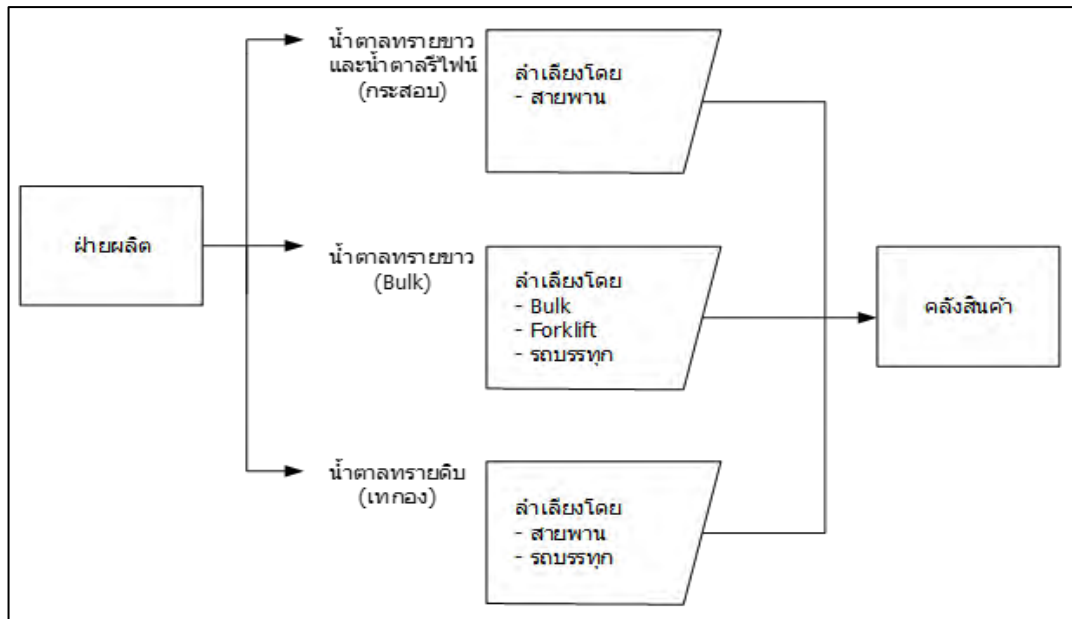 ฝ่ายผลิต
น้ำตาลทรายขาว
และน้ำตาลรีไฟน์
(กระสอบ)
ลำเลียงโดย
- สายพาน
น้ำตาลทรายขาว
(Bulk)
ลำเลียงโดย
- Bulk
- Forklift
- รถบรรทุก
น้ำตาลทรายดิบ
(เทกอง)
ลำเลียงโดย
- สายพาน
- รถบรรทุก
คลังสินค้า